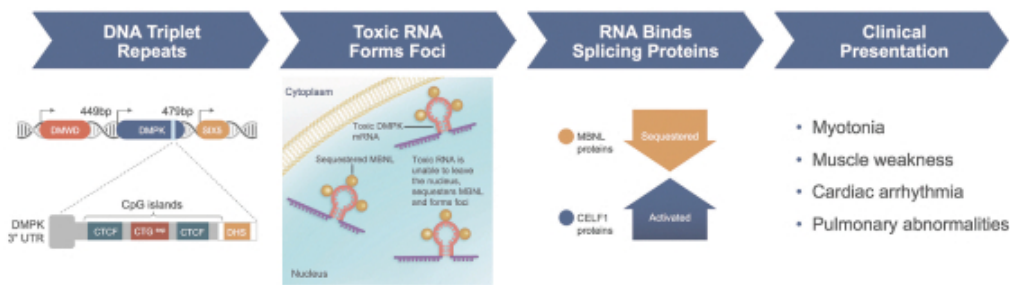 DNA Triplet
Repeats
Toxic RNA
Forms Foci
RNA Binds
Splicing Proteins
Clinical
Presentation
449bp
479bp
DMWD
DMPK
SIX5
CpG islands
DMPK
3" UTR
CTCF
CTG rep
CTCF
DHS
Cytoplasm
Toxic DMPK
mRNA
Sequestered MBNL
Toxic RNA is
unable to leave
the nucleus,
sequesters MBNL
and forms foci
Nucleus
MBNL
proteins
Sequestered
CELF1
proteins
Activated
• Myotonia
• Muscle weakness
• Cardiac arrhythmia
• Pulmonary abnormalities